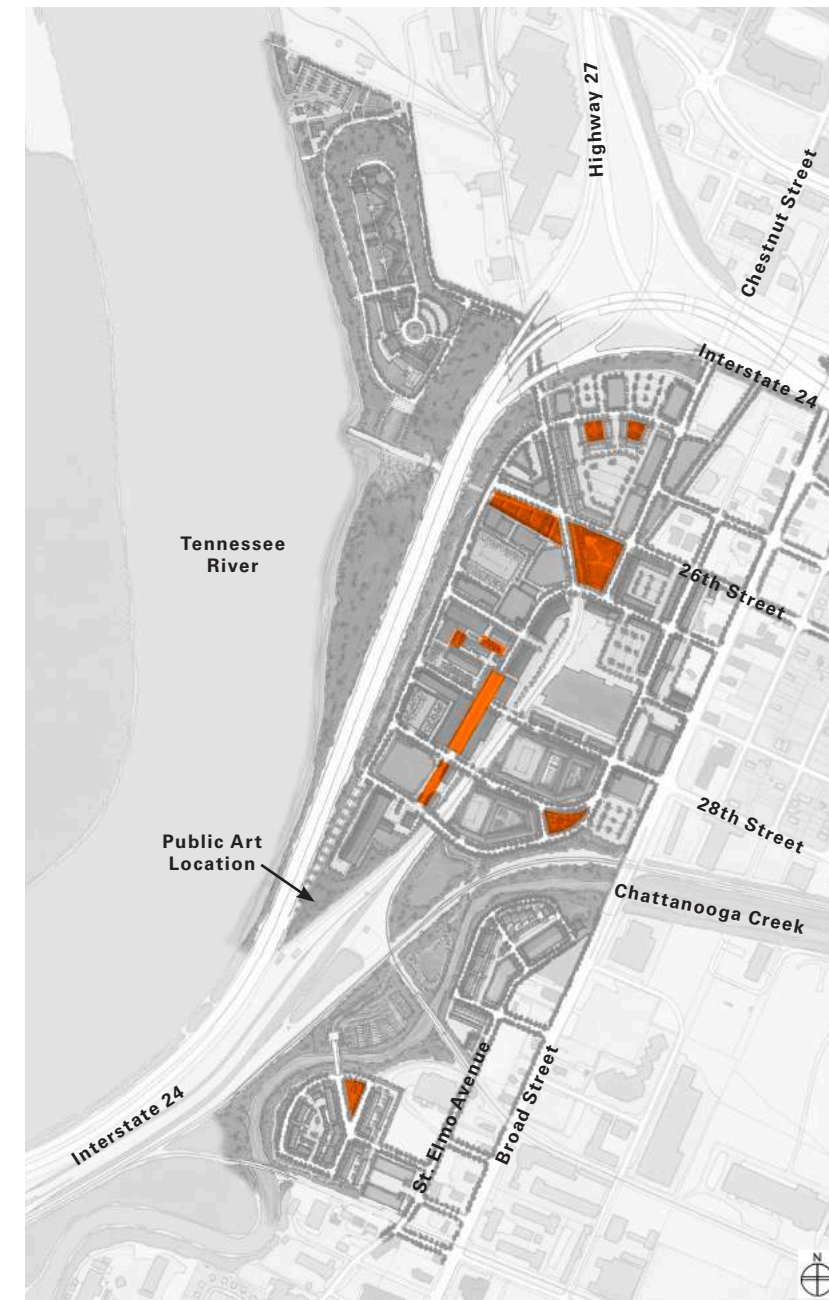 Highway 27
Chestnut Street
Interstate 24
Tennessee
River
26th Street
28th Street
Public Art
Location
Chattanooga Creek
Interstate 24
St. Elmo Avenue
Broad Street
N